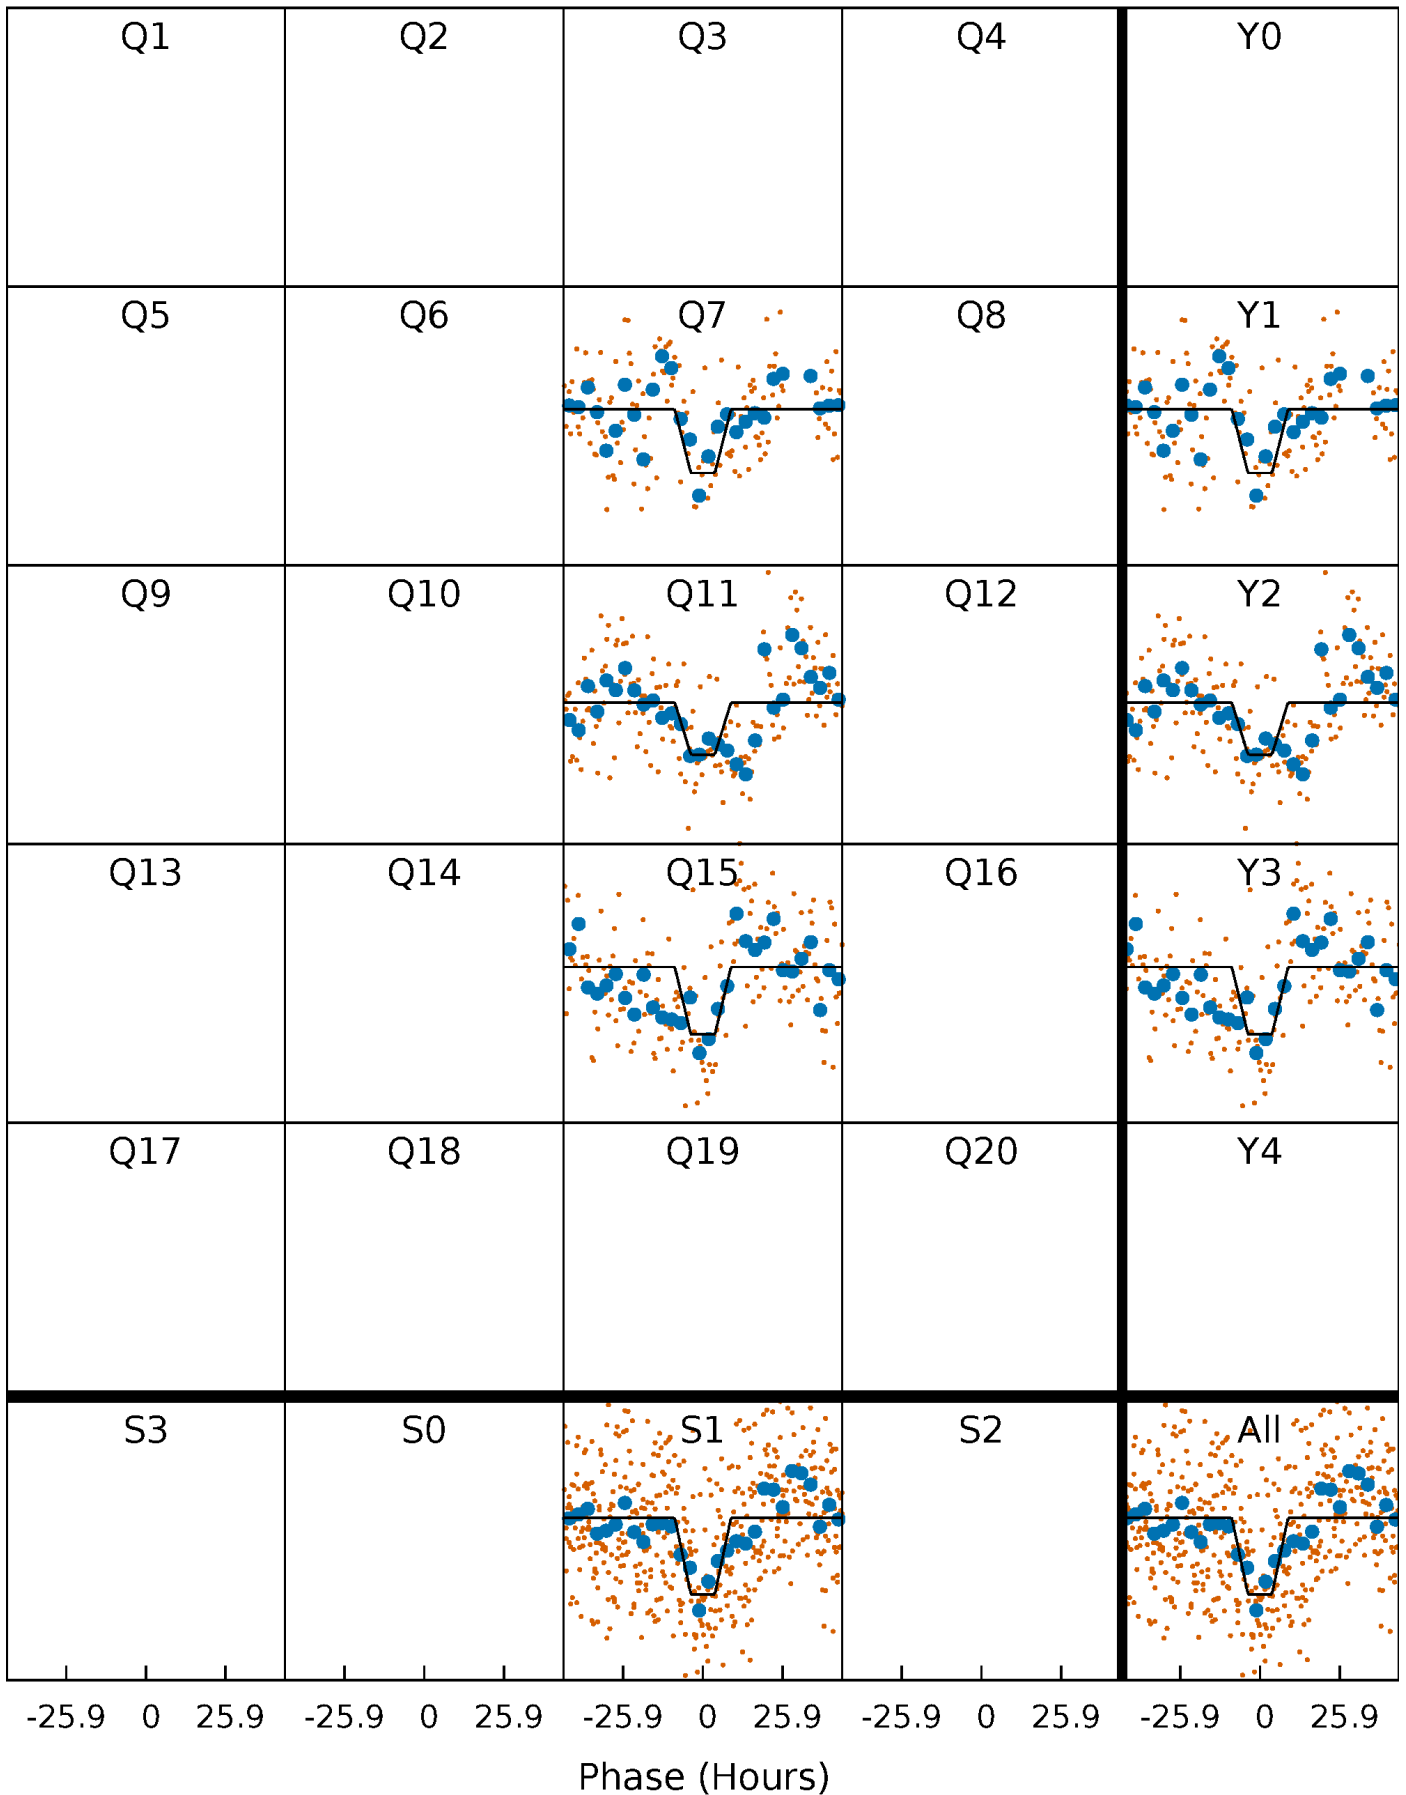 Q1 Q2 Q3 Q4 Y0
Q5 Q6 Q7 Q8 Y1
Q9 Q10 Q11 Q12 Y2
Q13 Q14 Q15 Q16 Y3
Q17 Q18 Q19 Q20 Y4
S3 S0 S1 S2 All
-25.9 0 25.9 -25.9 0 25.9 -25.9 0 25.9 -25.9 0 25.9 -25.9 0 25.9
Phase (Hours)